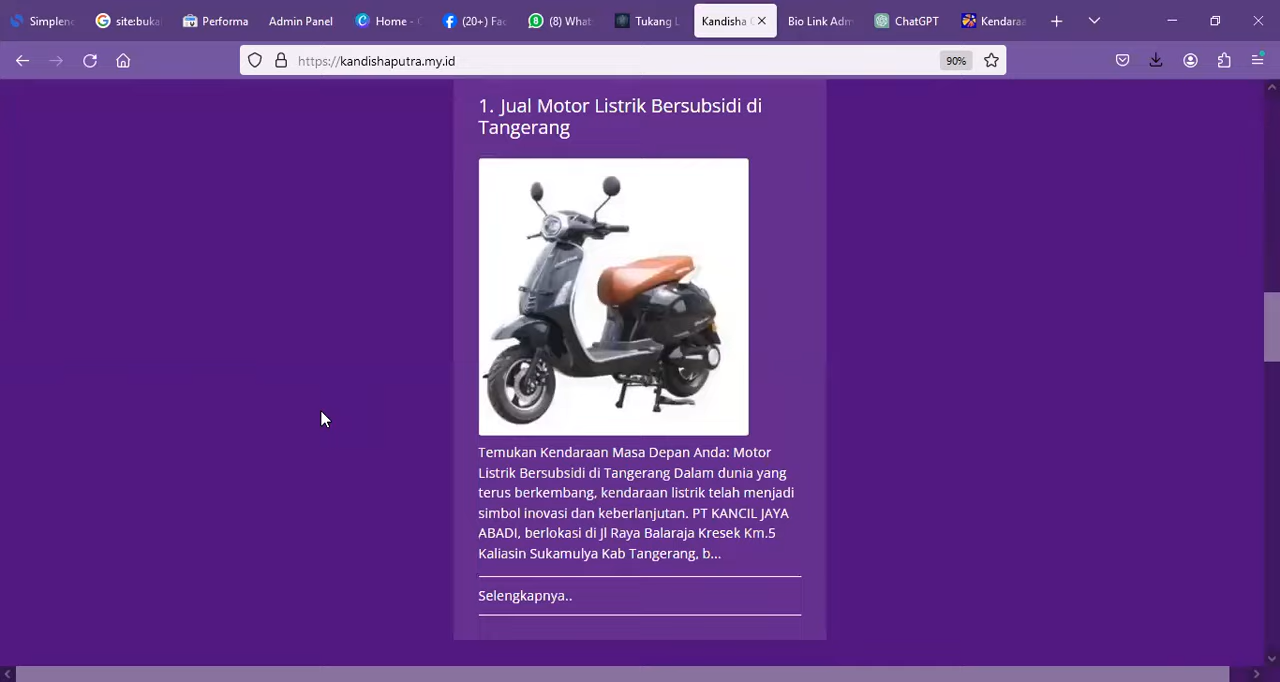 Simplen
site:buka
Performa
Admin Panel
Home -
(20+) Fac
(8) What
Tukang L
Kandisha
Bio Link Adm
ChatGPT
Kendaraa
https://kandishaputra.my.id
90%
1. Jual Motor Listrik Bersubsidi di
Tangerang
Temukan Kendaraan Masa Depan Anda: Motor
Listrik Bersubsidi di Tangerang Dalam dunia yang
terus berkembang, kendaraan listrik telah menjadi
simbol inovasi dan keberlanjutan. PT KANCIL JAYA
ABADI, berlokasi di Jl Raya Balaraja Kresek Km.5
Kaliasin Sukamulya Kab Tangerang, b...
Selengkapnya..